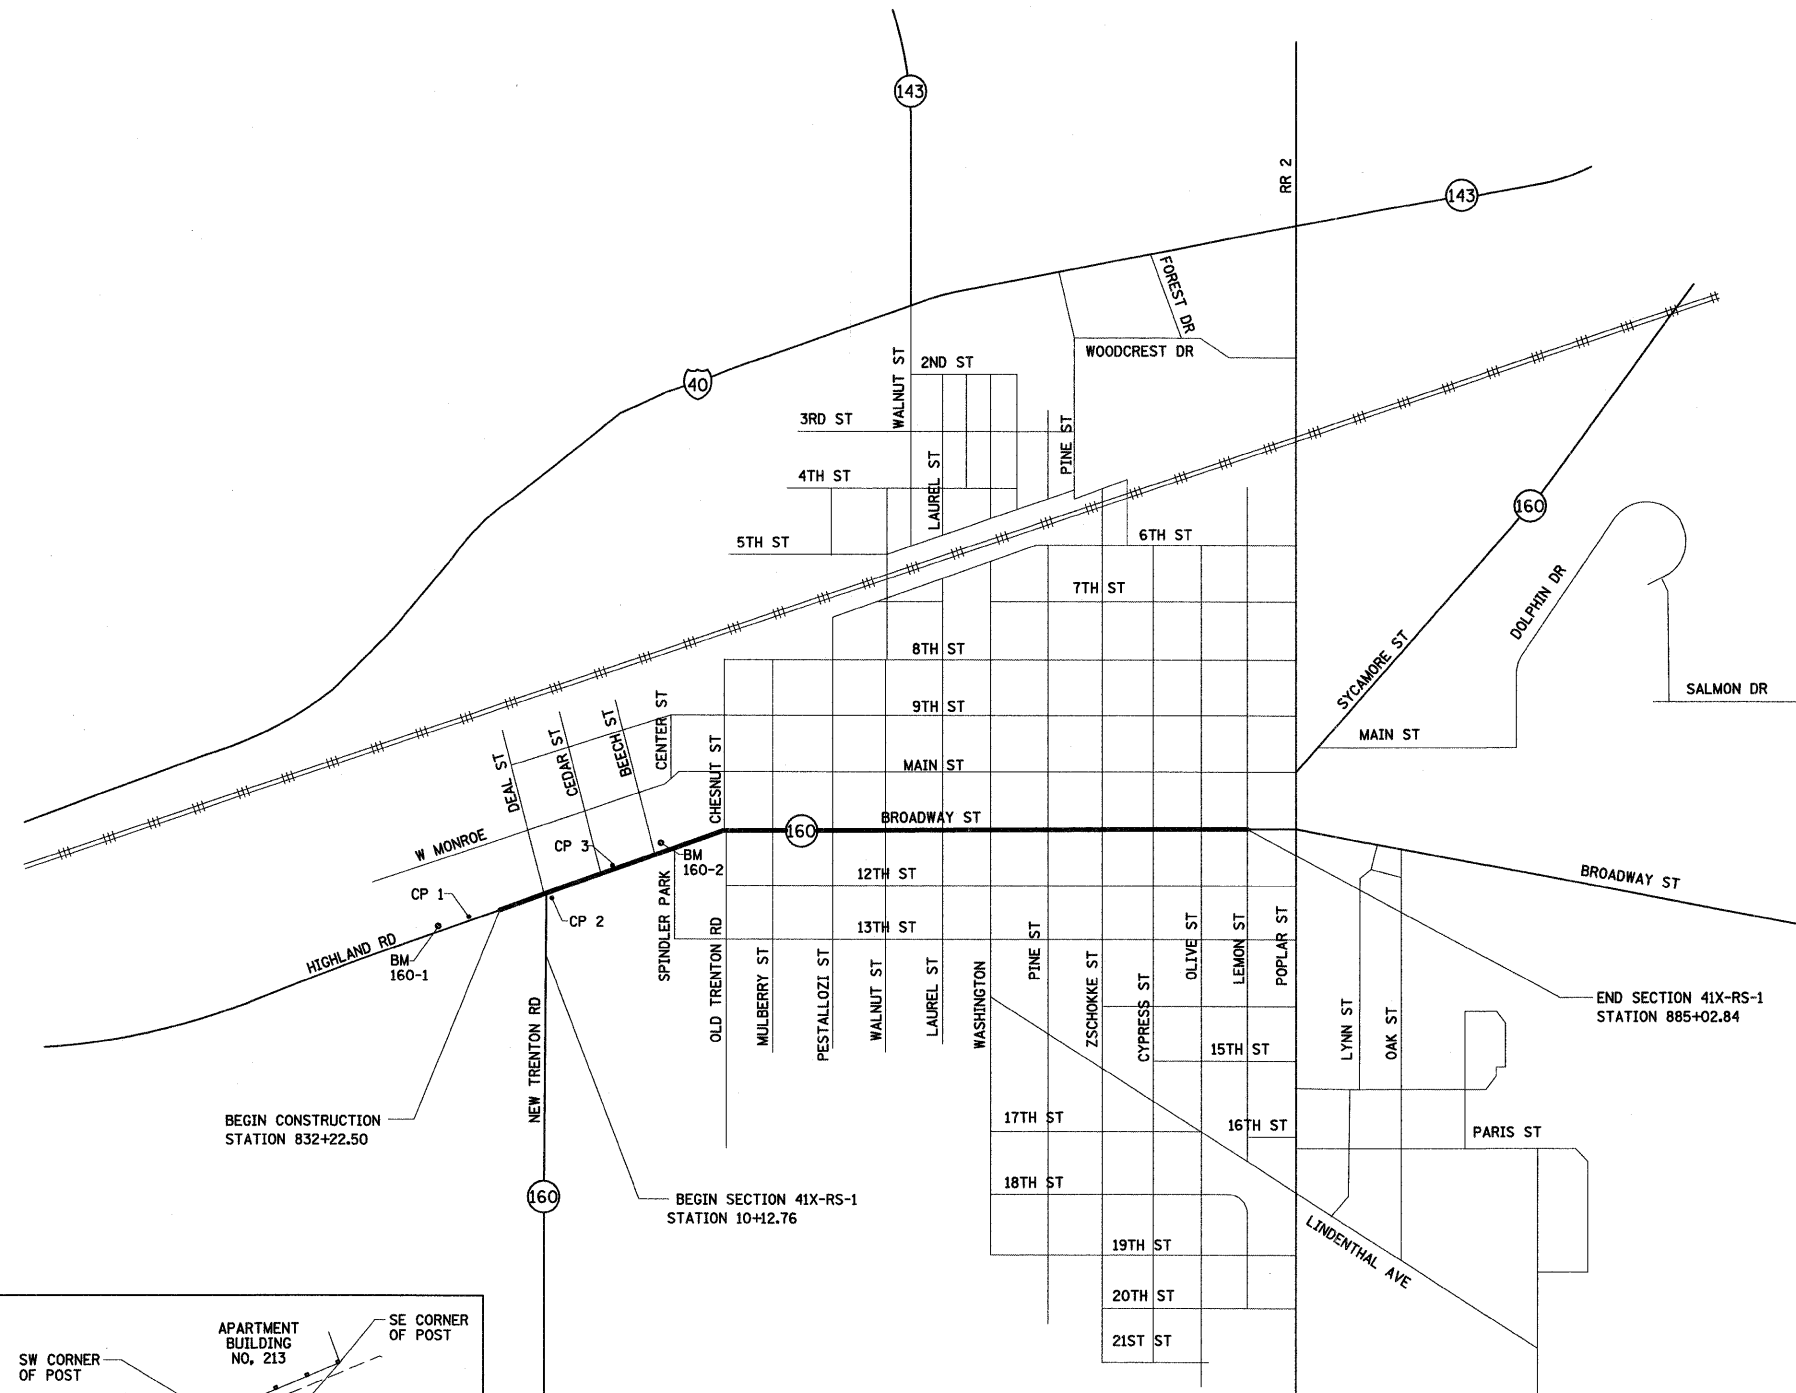 143
RR 2
143
FOREST DR
WOODCREST DR
WALNUT ST
2ND ST
40
3RD ST
PINE ST
4TH ST
LAUREL ST
160
5TH ST
6TH ST
7TH ST
DOLPHIN DR
8TH ST
SYCAMORE ST
SALMON DR
9TH ST
CENTER ST
BEECH ST
CEDAR ST
DEAL ST
CHESNUT ST
MAIN ST
MAIN ST
BROADWAY ST
160
W MONROE
CP 3
BM
160-2
12TH ST
BROADWAY ST
CP 1
CP 2
SPINDLER PARK
13TH ST
HIGHLAND RD
BM
160-1
OLD TRENTON RD
MULBERRY ST
PESTALLOZI ST
WALNUT ST
LAUREL ST
WASHINGTON
PINE ST
ZSCHOKKE ST
CYPRESS ST
OLIVE ST
LEMON ST
POPLAR ST
LYNN ST
OAK ST
END SECTION 41X-RS-1
STATION 885+02.84
NEW TRENTON RD
15TH ST
BEGIN CONSTRUCTION
STATION 832+22.50
17TH ST
16TH ST
PARIS ST
18TH ST
160
BEGIN SECTION 41X-RS-1
STATION 10+12.76
LINDENTHAL AVE
19TH ST
20TH ST
21ST ST
APARTMENT
BUILDING
NO. 213
SE CORNER
OF POST
SW CORNER
OF POST